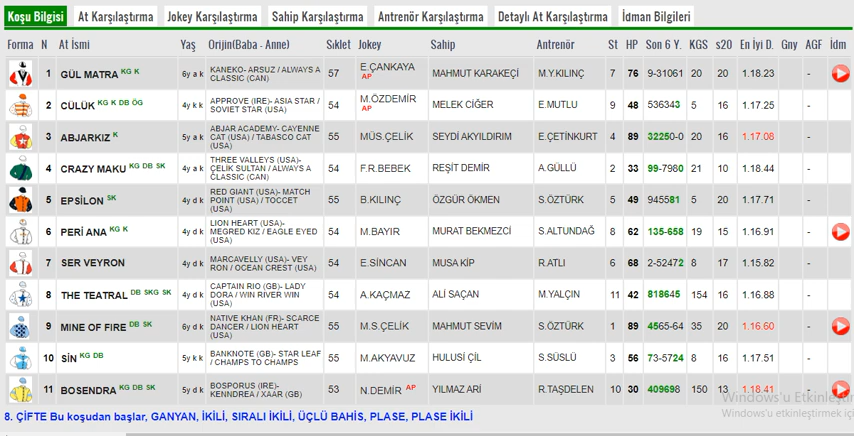 Koşu Bilgisi At Karşılaştırma Jokey Karşılaştırma Sahip Karşılaştırma Antrenör Karşılaştırma Detaylı At Karşılaştırma İdman Bilgileri
Forma N At İsmi Yaş Orijin(Baba - Anne) Sıklet Jokey Sahip Antrenör St HP Son 6 Y. KGS s20 En İyi D. Gny AGF İdm
1 GÜL MATRA KG K 6y a k KANEKO- ARSUZ / ALWAYS A CLASSIC (CAN) 57 E.ÇANKAYA AP MAHMUT KARAKEÇİ M.Y.KILINÇ 7 76 9-31061 20 20 1.18.23 -
2 CÜLÜK KG K DB ÖG 4y k k APPROVE (IRE)- ASIA STAR / SOVIET STAR (USA) 54 M.ÖZDEMİR AP MELEK CİĞER E.MUTLU 9 48 536343 5 16 1.17.25 -
3 ABJARKIZ K 5y a k ABJAR ACADEMY- CAYENNE CAT (USA) / TABASCO CAT (USA) 55 MÜS.ÇELİK SEYDİ AKYILDIRIM E.ÇETİNKURT 4 89 32250-0 20 16 1.17.08 -
4 CRAZY MAKU KG DB SK 4y a k THREE VALLEYS (USA)- ÇELİK SULTAN / ALWAYS A CLASSIC (CAN) 54 F.R.BEBEK REŞİT DEMİR A.GÜLLÜ 2 33 99-7980 21 10 1.18.44 -
5 EPSİLON SK 4y d k RED GIANT (USA)- MATCH POINT (USA) / TOCCET (USA) 55 B.KILINÇ ÖZGÜR ÖKMEN S.ÖZTÜRK 5 49 945581 5 20 1.17.71 -
6 PERİ ANA KG K 4y d k LION HEART (USA)- MEGRED KIZ / EAGLE EYED (USA) 54 M.BAYIR MURAT BEKMEZCİ S.ALTUNDAĞ 8 62 135-658 19 15 1.16.91 -
7 SER VEYRON 4y d k MARCAVELLY (USA)- VEY RON / OCEAN CREST (USA) 54 E.SİNCAN MUSA KİP R.ATLI 6 68 2-52472 8 17 1.15.82 -
8 THE TEATRAL DB SKG SK 4y d k CAPTAIN RIO (GB)- LADY DORA / WIN RIVER WIN (USA) 54 A.KAÇMAZ ALİ SAÇAN M.YALÇIN 11 42 818645 154 16 1.16.88 -
9 MINE OF FIRE DB SK 6y d k NATIVE KHAN (FR)- SCARCE DANCER / LION HEART (USA) 55 M.S.ÇELİK MAHMUT SEVİM S.ÖZTÜRK 1 89 4565-64 35 20 1.16.60 -
10 SİN KG DB 5y k k BANKNOTE (GB)- STAR LEAF / CHAMPS TO CHAMPS 55 M.AKYAVUZ HULUSİ ÇİL S.SÜSLÜ 3 56 73-5724 8 16 1.17.51 -
11 BOSENDRA KG DB SK 5y d k BOSPORUS (IRE)- KENNDREA / XAAR (GB) 53 N.DEMİR AP YILMAZ ARİ R.TAŞDELEN 10 30 409698 150 13 1.18.41 -
Windows'u Etkinleştir
8. ÇİFTE Bu koşudan başlar, GANYAN, İKİLİ, SIRALI İKİLİ, ÜÇLÜ BAHİS, PLASE, PLASE İKİLİ
Windows'u etkinleştirmek içi